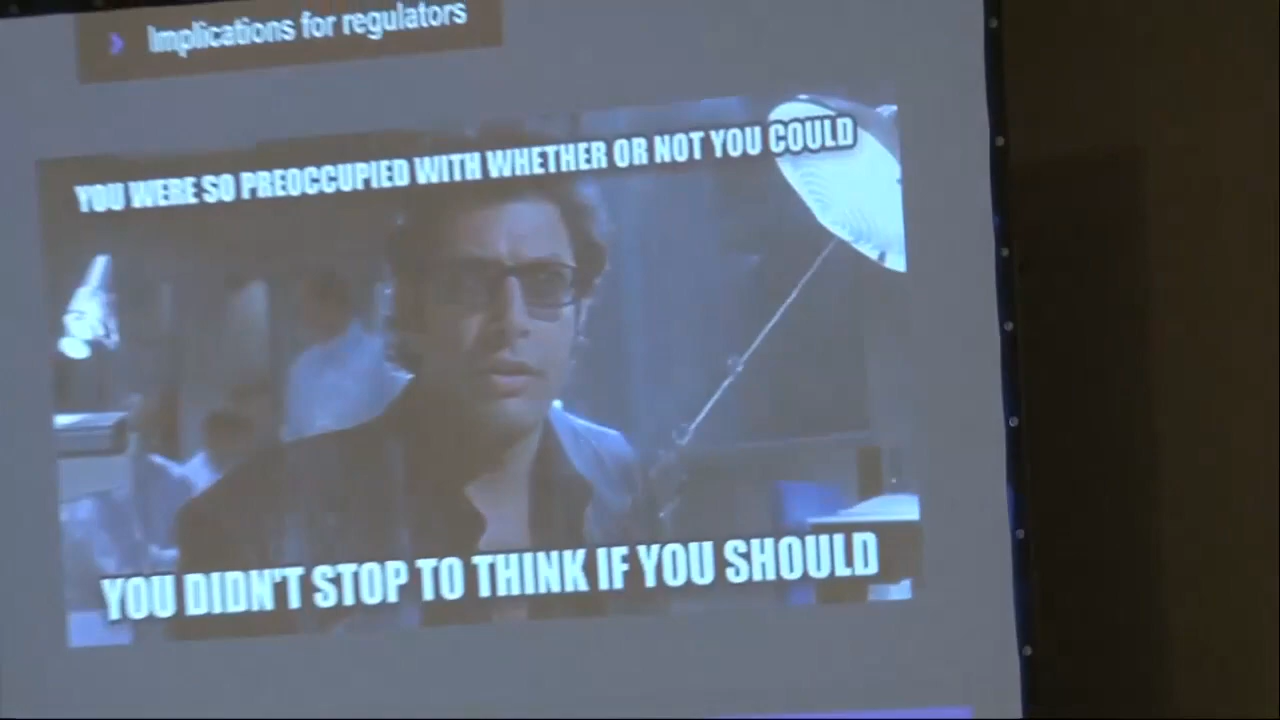 Implications for regulators
YOU WERE SO PREOCCUPIED WITH WHETHER OR NOT YOU COULD
YOU DIDN'T STOP TO THINK IF YOU SHOULD